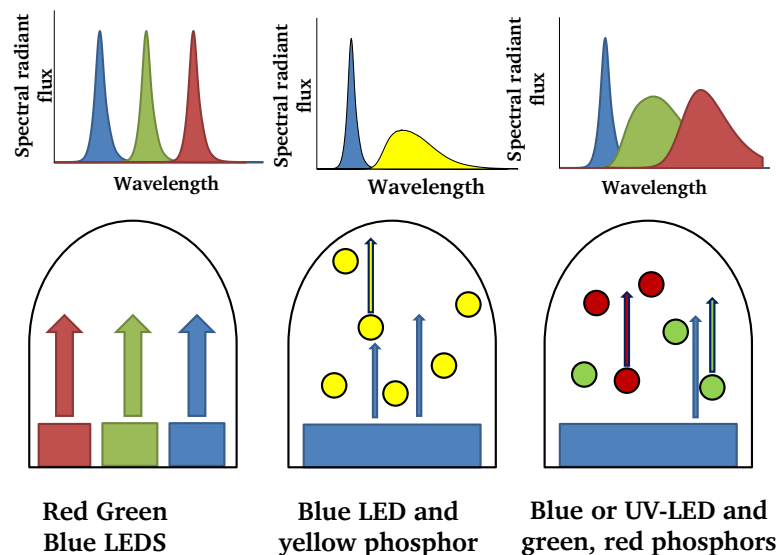 Spectral radiant
flux
Wavelength
Spectral radiant
flux
Wavelength
Spectral radiant
flux
Wavelength
Red Green
Blue LEDS
Blue LED and
yellow phosphor
Blue or UV-LED and
green, red phosphors